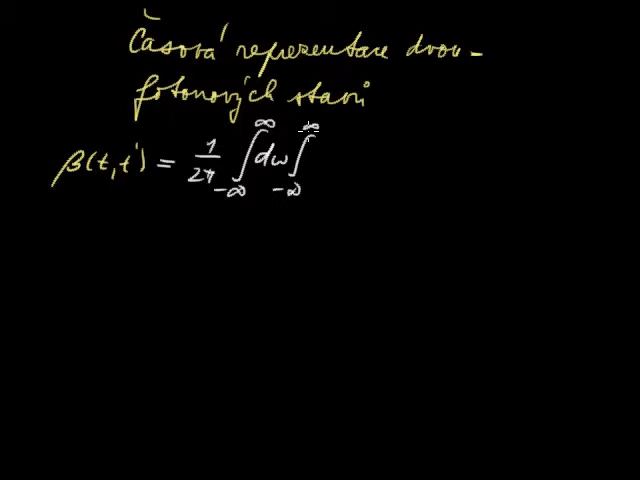 Časová reprezentace dvou-
fotonových stavů
β(t,t') = 1/2π ∫_{-∞}^{∞} dω ∫_{-∞}^{∞}